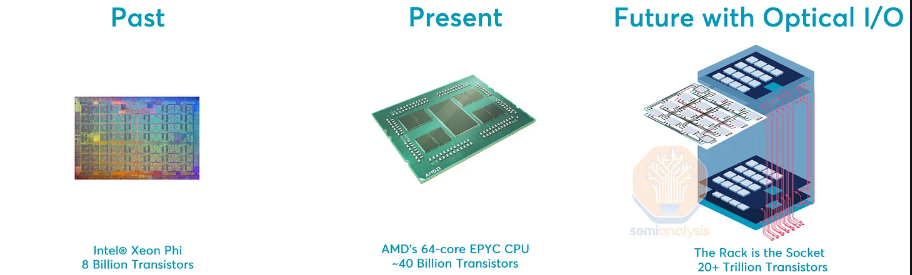 Past
Present
Future with Optical I/O
Intel® Xeon Phi
8 Billion Transistors
AMD
AMD's 64-core EPYC CPU
~40 Billion Transistors
semianalysis
The Rack is the Socket
20+ Trillion Transistors